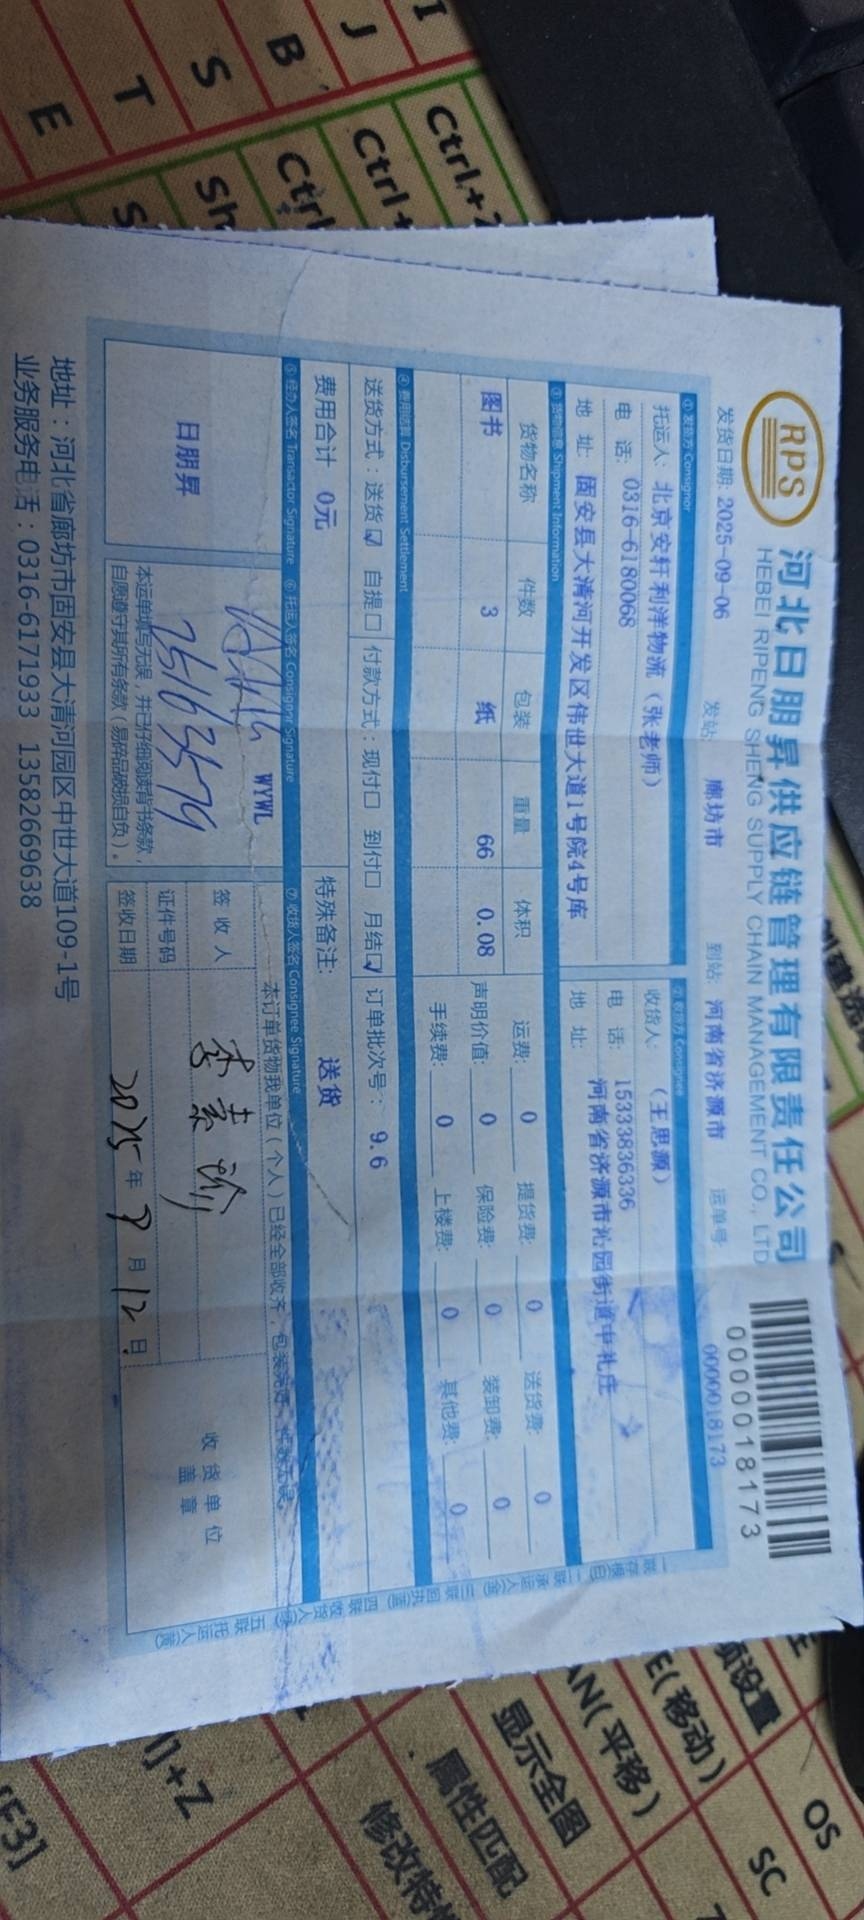 RPS
河北日朋昇供应链管理有限责任公司
HEBEI RIPENG SHENG SUPPLY CHAIN MANAGEMENT CO., LTD
0000018173
发货日期: 2025-09-06 发站: 廊坊市 到站: 河南省济源市 运单号: 0000018173
① 发货方 Consignor ② 收货方 Consignee
托运人: 北京安轩利洋物流（张老师） 收货人: （王思源）
电 话: 0316-6180068 电 话: 15333836336
地 址: 固安县大清河开发区伟世大道1号院4号库 地 址: 河南省济源市沁园街道中礼庄
③ 货物信息 Shipment Information
货物名称 件数 包装 重量 体积 运费: 0 提货费: 0 送货费: 0
图书 3 纸 66 0.08 声明价值: 0 保险费: 0 装卸费: 0
手续费: 0 上楼费: 0 其他费: 0
④ 费用结算 Disbursement Settlement
送货方式：送货☑ 自提☐ 付款方式：现付☐ 到付☐ 月结☑ 订单批次号： 9.6
费用合计 0元 特殊备注: 送货
⑤ 经办人签名 Transactor Signature ⑥ 托运人签名 Consignor Signature ⑦ 收货人签名 Consignee Signature
日朋昇
WYWL
25163579
本运单填写无误，并已仔细阅读背书条款，
自愿遵守其所有条款（易碎品破损自负）。
本订单货物我单位（个人）已经全部收齐，包装完好，件数无误。
签 收 人 李素珍
证件号码
签收日期 2025 年 9 月 12 日
收 货 单 位
盖 章
地址：河北省廊坊市固安县大清河园区中世大道109-1号
业务服务电话：0316-6171933 13582669638
I
J
B
S
T
E
Ctrl+Z
Ctrl+
Ctrl
Sh
OS
SC
E(移动)
AN(平移)
显示全图
属性匹配
修改特